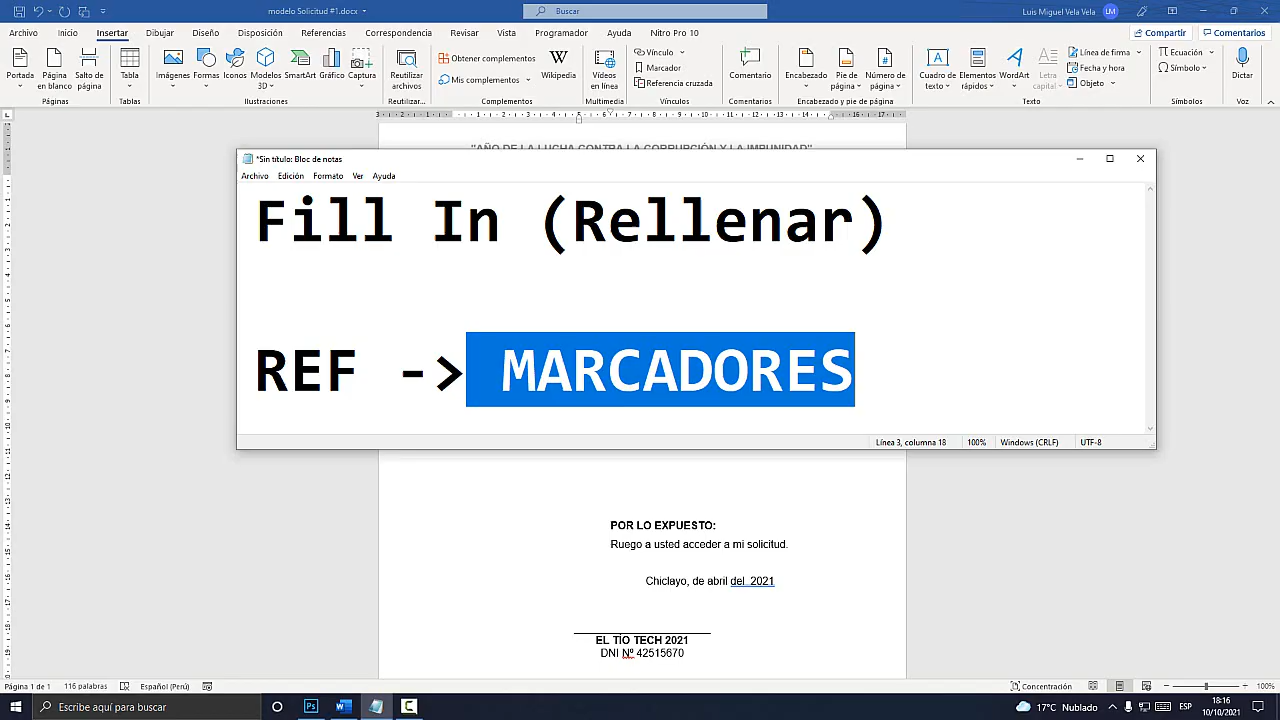 modelo Solicitud #1.docx
Buscar
Luis Miguel Vela Vela
LM
Archivo Inicio Insertar Dibujar Diseño Disposición Referencias Correspondencia Revisar Vista Programador Ayuda Nitro Pro 10
Compartir
Comentarios
Portada
Página en blanco
Salto de página
Páginas
Tabla
Tablas
Imágenes
Formas
Iconos
Modelos 3D
SmartArt
Gráfico
Captura
Ilustraciones
Reutilizar archivos
Reutilizar...
Obtener complementos
Mis complementos
Wikipedia
Complementos
Vídeos en línea
Multimedia
Vínculo
Marcador
Referencia cruzada
Vínculos
Comentario
Comentarios
Encabezado
Pie de página
Número de página
Encabezado y pie de página
Cuadro de texto
Elementos rápidos
WordArt
Letra capital
Línea de firma
Fecha y hora
Objeto
Texto
Ecuación
Símbolo
Símbolos
Dictar
Voz
"AÑO DE LA LUCHA CONTRA LA CORRUPCIÓN Y LA IMPUNIDAD"
*Sin título: Bloc de notas
Archivo Edición Formato Ver Ayuda
Fill In (Rellenar)
REF -> MARCADORES
Línea 3, columna 18 100% Windows (CRLF) UTF-8
POR LO EXPUESTO:
Ruego a usted acceder a mi solicitud.
Chiclayo, de abril del 2021
EL TÍO TECH 2021
DNI Nº 42515670
Página 1 de 1 116 palabras Español (Perú) Concentración 100%
Escribe aquí para buscar
17°C Nublado
ESP
18:16
10/10/2021